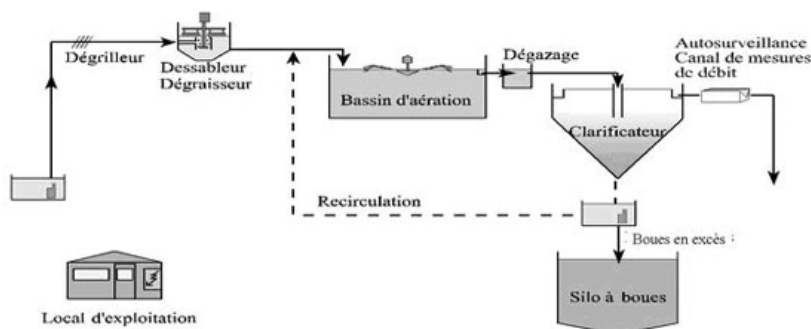 Dégrilleur
Dessableur
Dégraisseur
Bassin d'aération
Dégazage
Autosurveillance
Canal de mesures
de débit
Clarificateur
Recirculation
Boues en excès
Silo à boues
Local d'exploitation